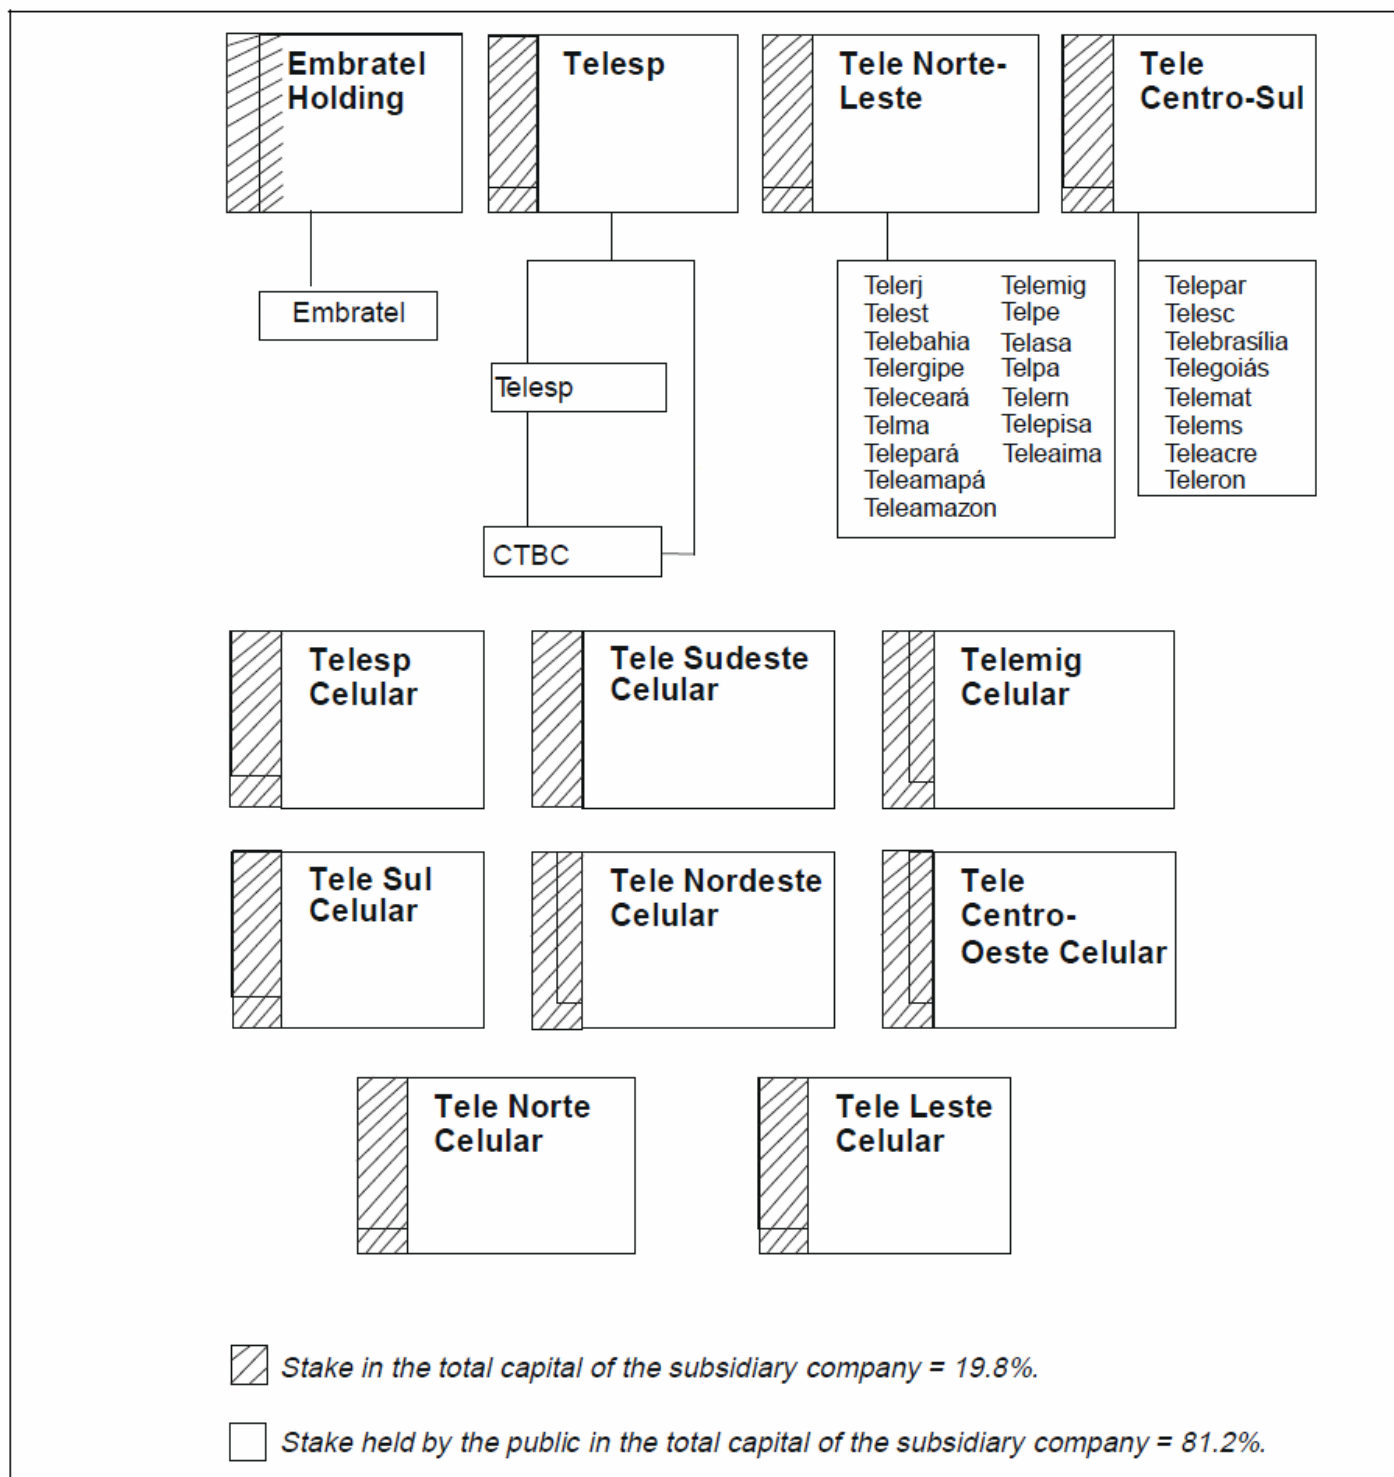 Embratel
Holding
Telesp
Tele Norte-
Leste
Tele
Centro-Sul
Embratel
Telesp
CTBC
Telerj
Telest
Telebahia
Telergipe
Teleceará
Telma
Telepará
Teleamapá
Teleamazon
Telemig
Telpe
Telasa
Telpa
Telern
Telepisa
Teleaima
Telepar
Telesc
Telebrasília
Telegoiás
Telemat
Telems
Teleacre
Teleron
Telesp
Celular
Tele Sudeste
Celular
Telemig
Celular
Tele Sul
Celular
Tele Nordeste
Celular
Tele
Centro-
Oeste Celular
Tele Norte
Celular
Tele Leste
Celular
Stake in the total capital of the subsidiary company = 19.8%.
Stake held by the public in the total capital of the subsidiary company = 81.2%.